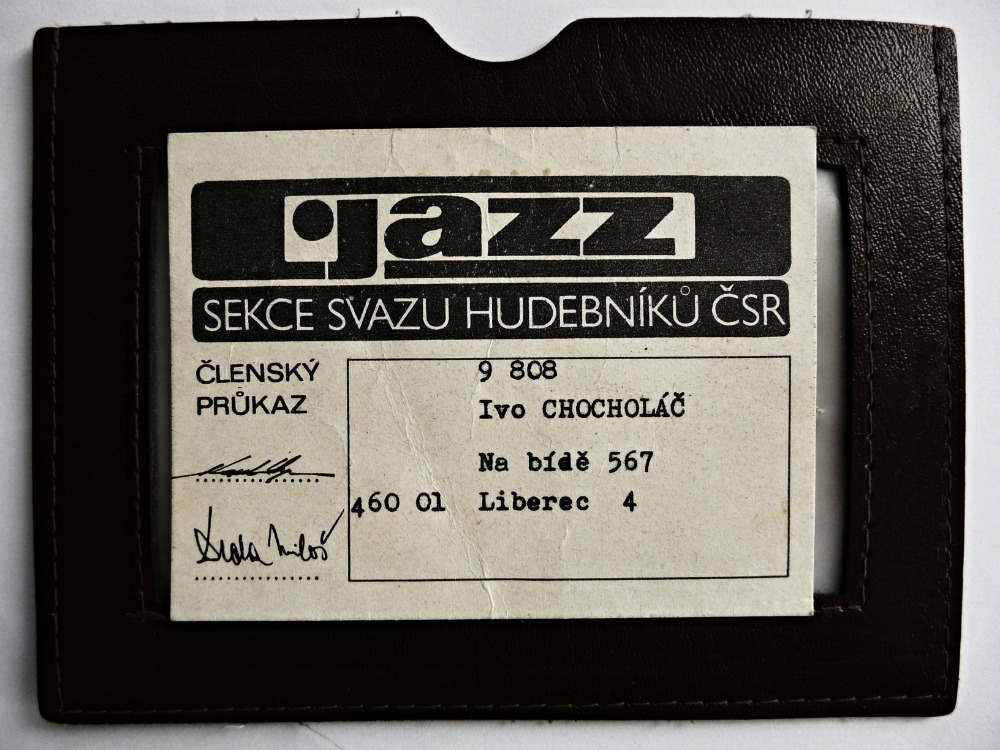 jazz
SEKCE SVAZU HUDEBNÍKŮ ČSR
ČLENSKÝ
PRŮKAZ
9 808
Ivo CHOCHOLÁČ
Na bídě 567
460 01 Liberec 4